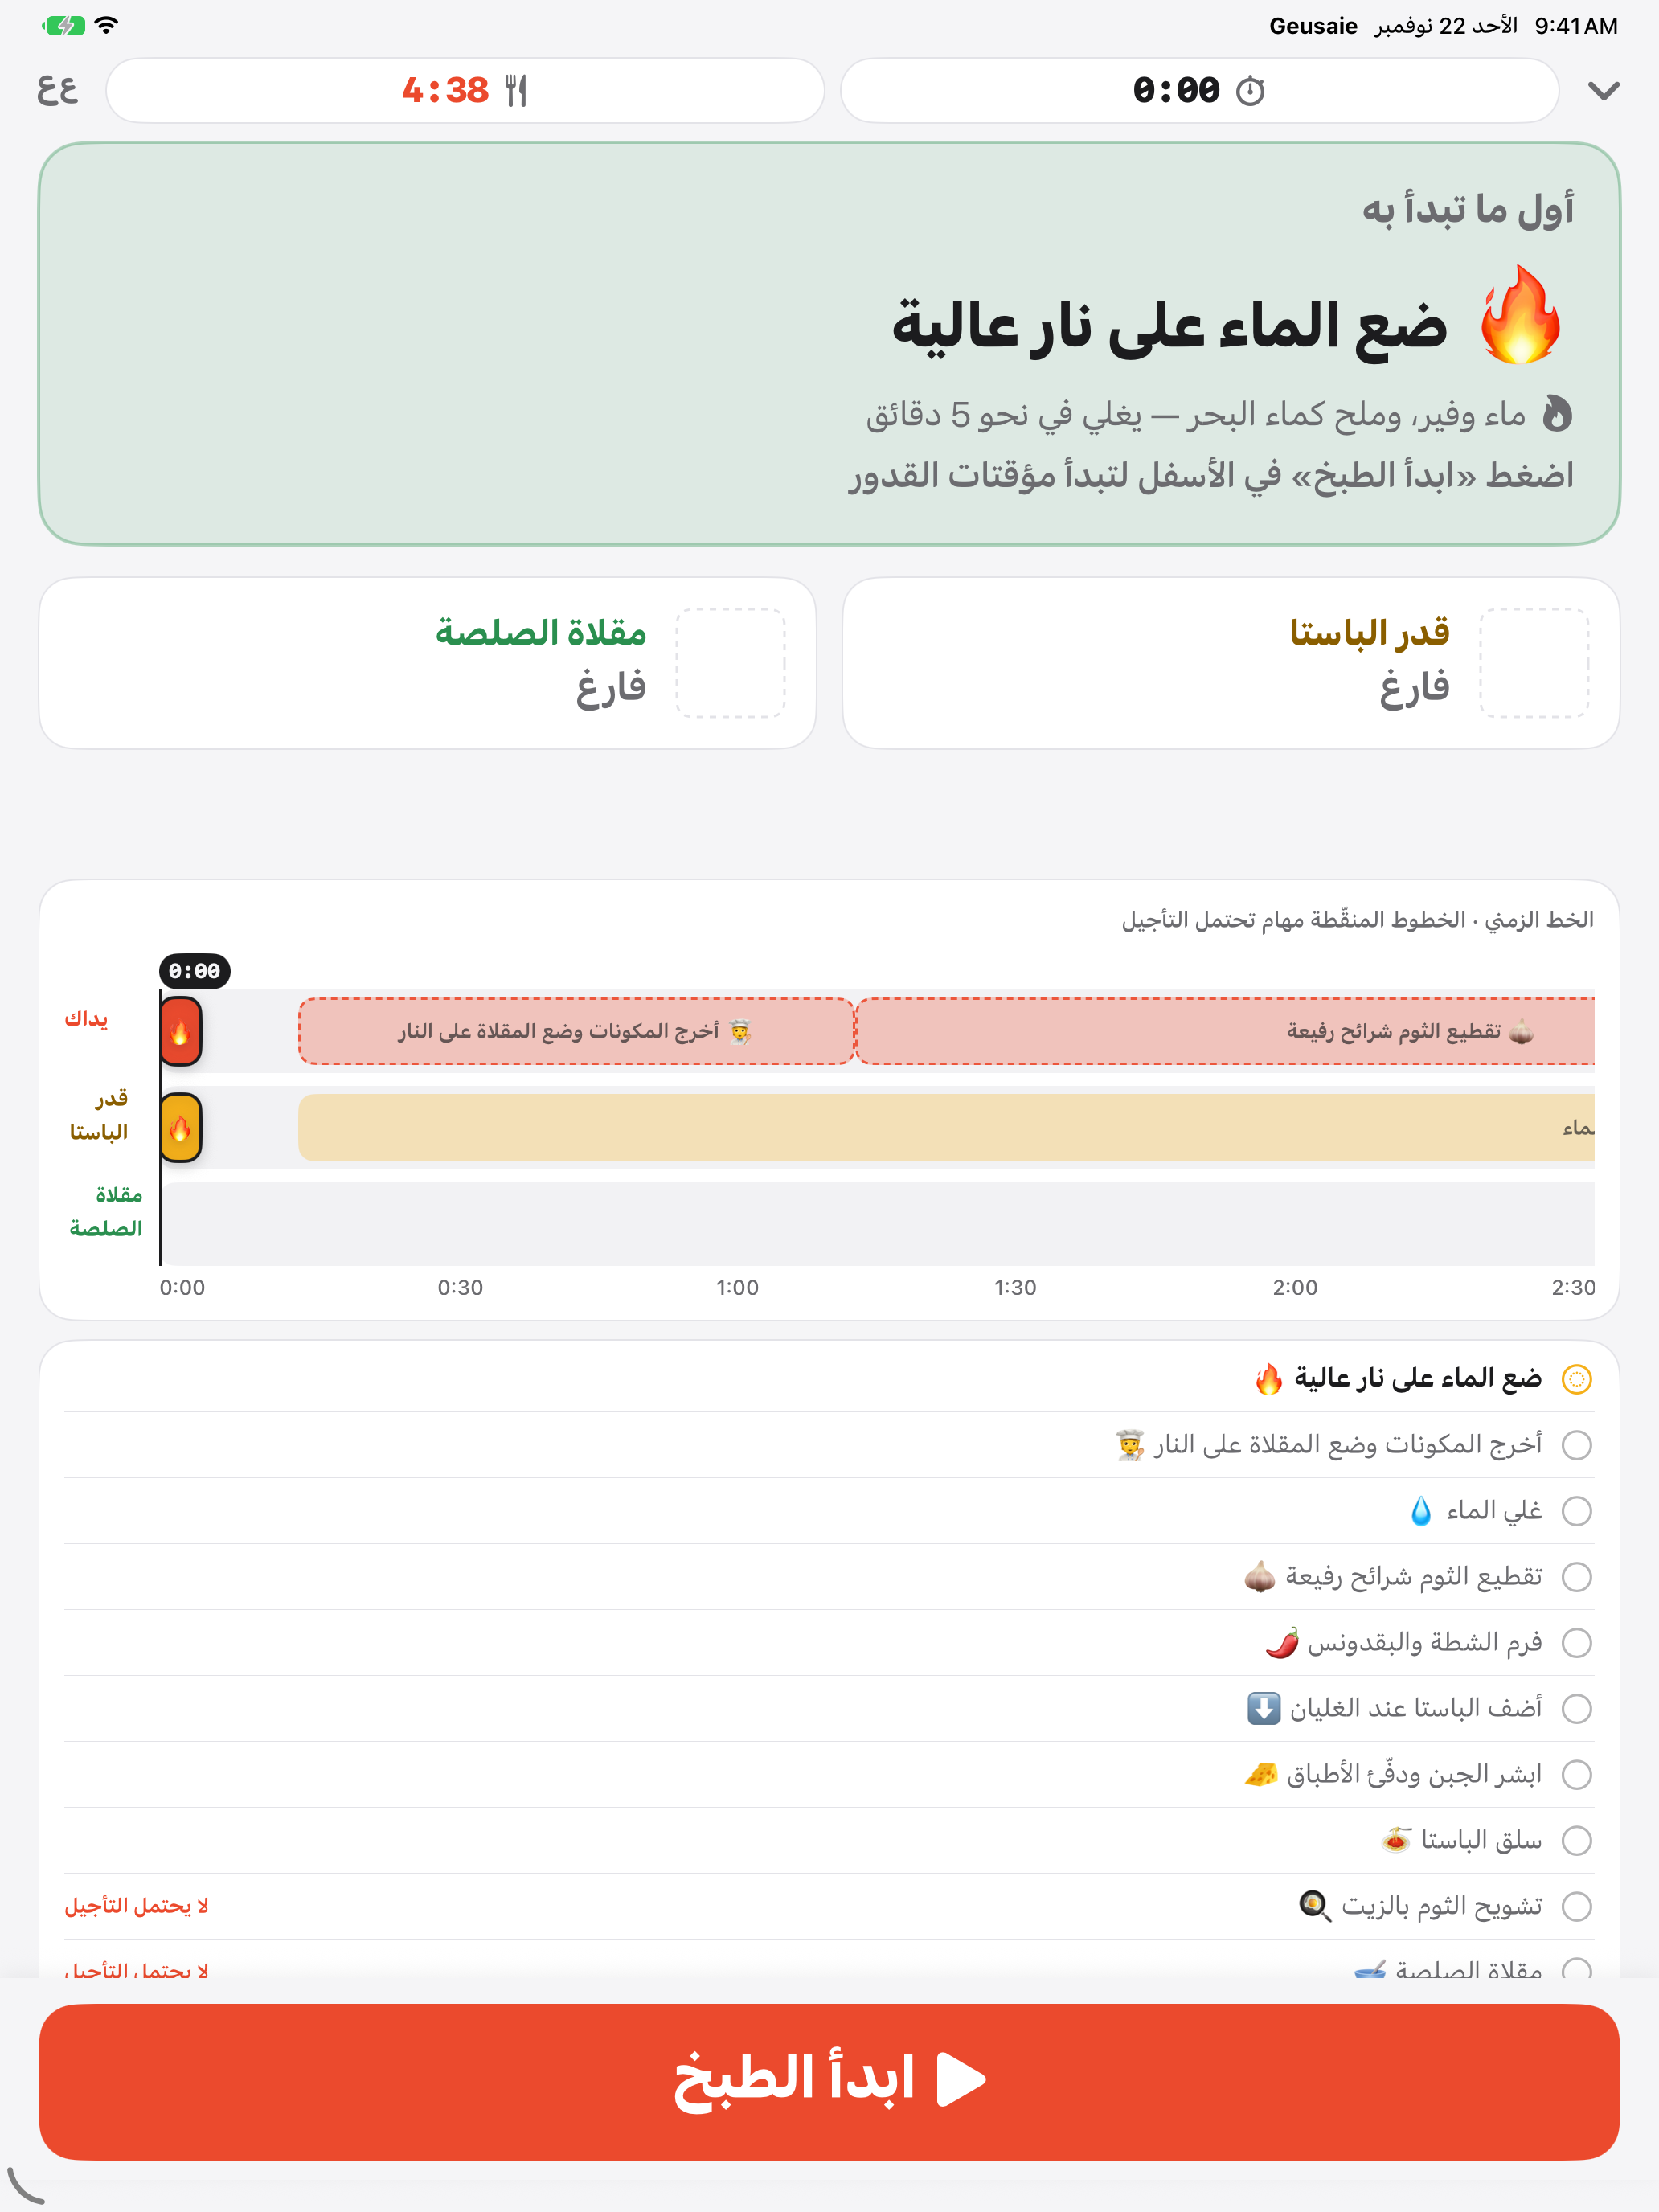 9:41 AM الأحد 22 نوفمبر Geusaie
0:00
4:38
عع
أول ما تبدأ به
ضع الماء على نار عالية
ماء وفير، وملح كماء البحر — يغلي في نحو 5 دقائق
اضغط «ابدأ الطبخ» في الأسفل لتبدأ مؤقتات القدور
قدر الباستا
فارغ
مقلاة الصلصة
فارغ
الخط الزمني · الخطوط المنقّطة مهام تحتمل التأجيل
0:00
يداك
أخرج المكونات وضع المقلاة على النار
تقطيع الثوم شرائح رفيعة
قدر
الباستا
مقلاة
الصلصة
0:00 0:30 1:00 1:30 2:00 2:30
ضع الماء على نار عالية
أخرج المكونات وضع المقلاة على النار
غلي الماء
تقطيع الثوم شرائح رفيعة
فرم الشطة والبقدونس
أضف الباستا عند الغليان
ابشر الجبن ودفّئ الأطباق
سلق الباستا
تشويح الثوم بالزيت
لا يحتمل التأجيل
مقلاة الصلصة
لا يحتمل التأجيل
ابدأ الطبخ